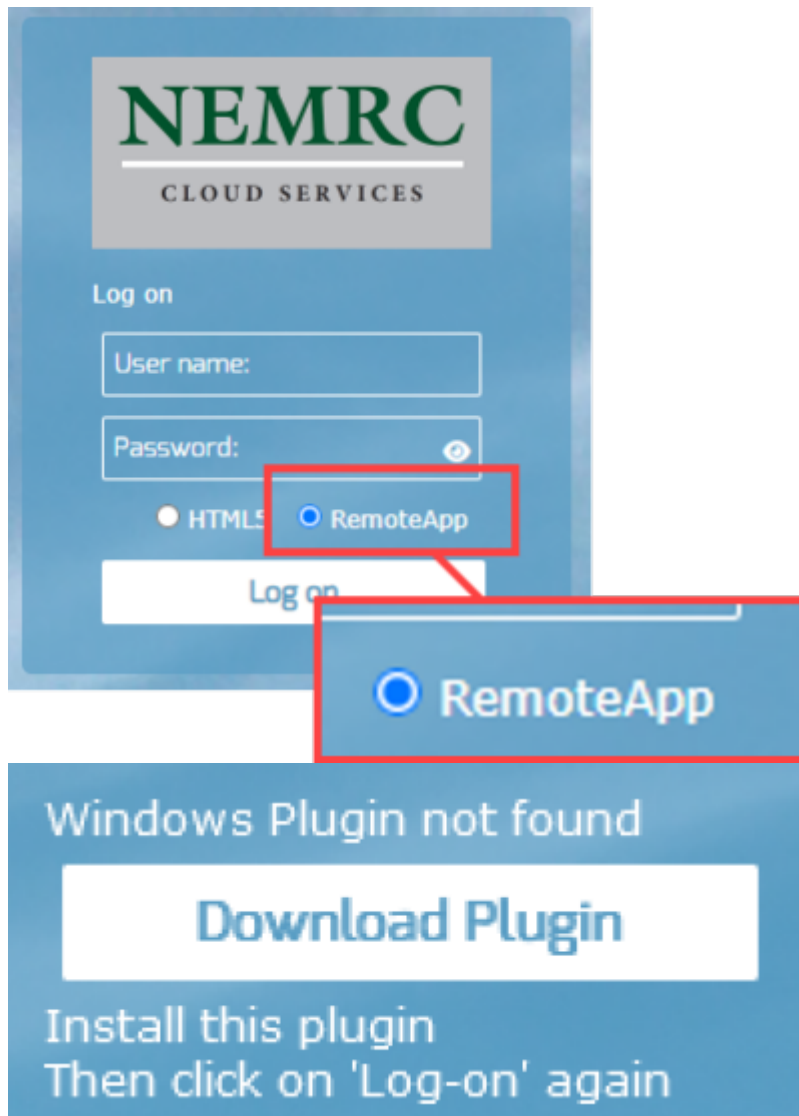 NEMRC
CLOUD SERVICES
Log on
User name:
Password:
HTML5 RemoteApp
Log on
RemoteApp
Windows Plugin not found
Download Plugin
Install this plugin
Then click on 'Log-on' again